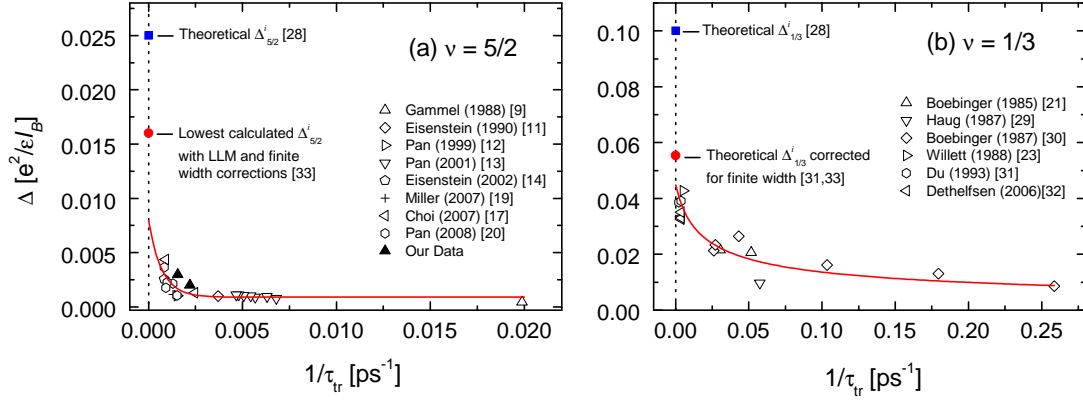 (a) ν = 5/2
Theoretical Δⁱ₅/₂ [28]
Lowest calculated Δⁱ₅/₂
with LLM and finite
width corrections [33]
Gammel (1988) [9]
Eisenstein (1990) [11]
Pan (1999) [12]
Pan (2001) [13]
Eisenstein (2002) [14]
Miller (2007) [19]
Choi (2007) [17]
Pan (2008) [20]
Our Data
Δ [e²/εl_B]
0.025
0.020
0.015
0.010
0.005
0.000
0.000 0.005 0.010 0.015 0.020
1/τ_tr [ps⁻¹]
(b) ν = 1/3
Theoretical Δⁱ₁/₃ [28]
Theoretical Δⁱ₁/₃ corrected
for finite width [31,33]
Boebinger (1985) [21]
Haug (1987) [29]
Boebinger (1987) [30]
Willett (1988) [23]
Du (1993) [31]
Dethlefsen (2006)[32]
0.10
0.08
0.06
0.04
0.02
0.00
0.00 0.05 0.10 0.15 0.20 0.25
1/τ_tr [ps⁻¹]